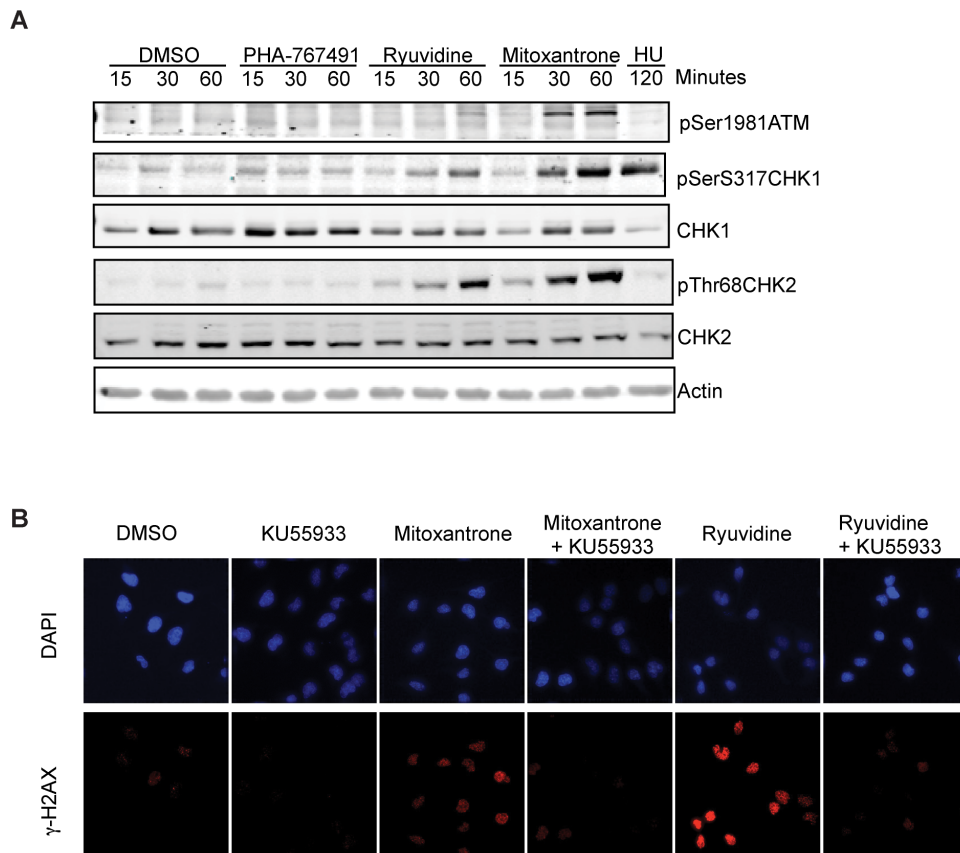 A
DMSO PHA-767491 Ryuvidine Mitoxantrone HU
15 30 60 15 30 60 15 30 60 15 30 60 120 Minutes
pSer1981ATM
pSerS317CHK1
CHK1
pThr68CHK2
CHK2
Actin
B
DMSO KU55933 Mitoxantrone Mitoxantrone + KU55933 Ryuvidine Ryuvidine + KU55933
DAPI
γ-H2AX